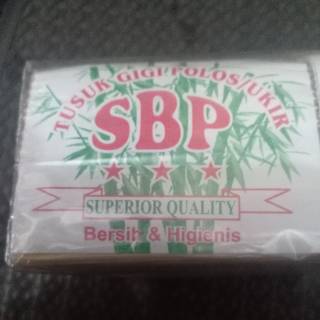 TUSUK GIGI POLOS/UKIR
SBP
SUPERIOR QUALITY
Bersih & Higienis